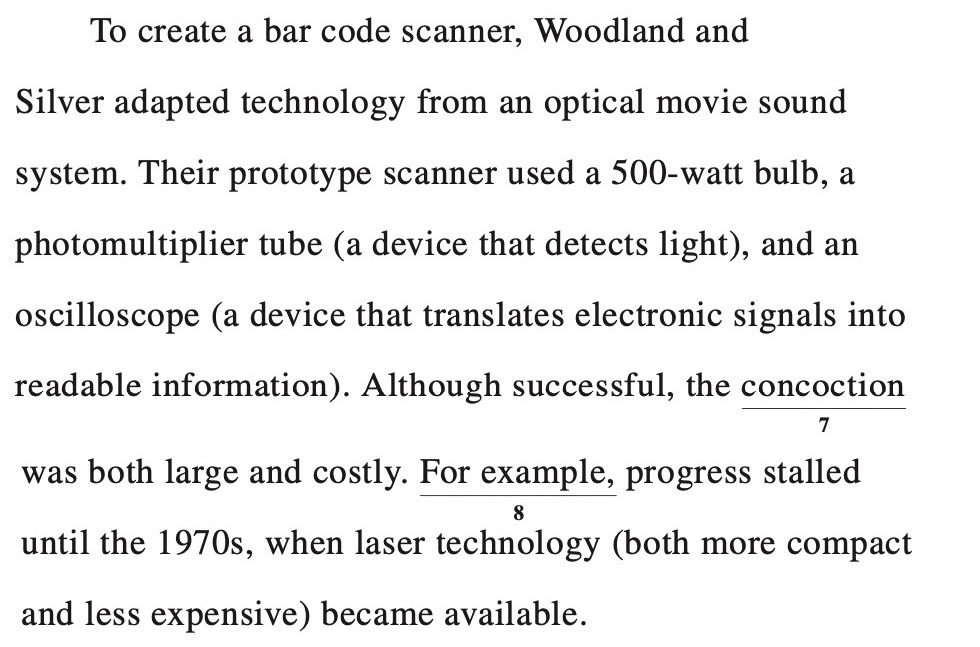 To create a bar code scanner, Woodland and
Silver adapted technology from an optical movie sound
system. Their prototype scanner used a 500-watt bulb, a
photomultiplier tube (a device that detects light), and an
oscilloscope (a device that translates electronic signals into
readable information). Although successful, the concoction
7
was both large and costly. For example, progress stalled
8
until the 1970s, when laser technology (both more compact
and less expensive) became available.